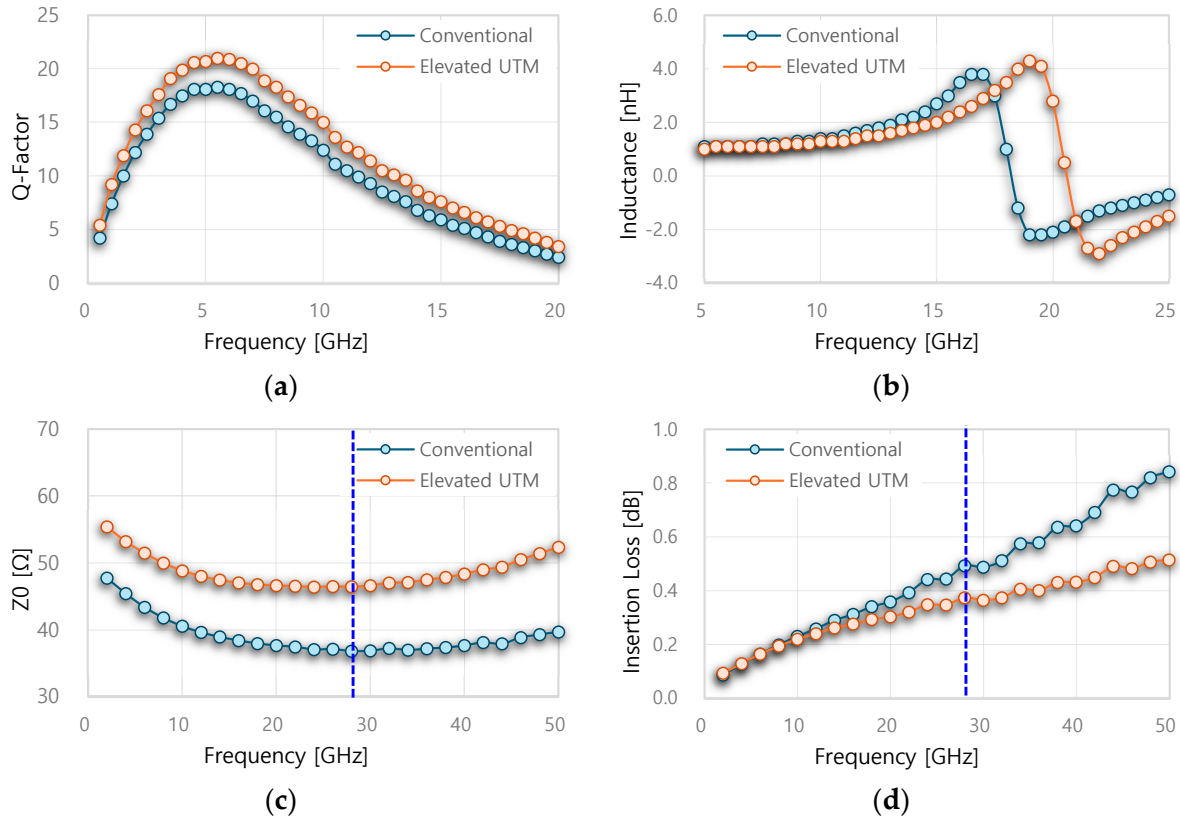 25
20
15
10
5
0
Q-Factor
Conventional
Elevated UTM
0 5 10 15 20
Frequency [GHz]
(a)
6.0
4.0
2.0
0.0
-2.0
-4.0
Inductance [nH]
Conventional
Elevated UTM
5 10 15 20 25
Frequency [GHz]
(b)
70
60
50
40
30
Z0 [Ω]
Conventional
Elevated UTM
0 10 20 30 40 50
Frequency [GHz]
(c)
1.0
0.8
0.6
0.4
0.2
0.0
Insertion Loss [dB]
Conventional
Elevated UTM
0 10 20 30 40 50
Frequency [GHz]
(d)